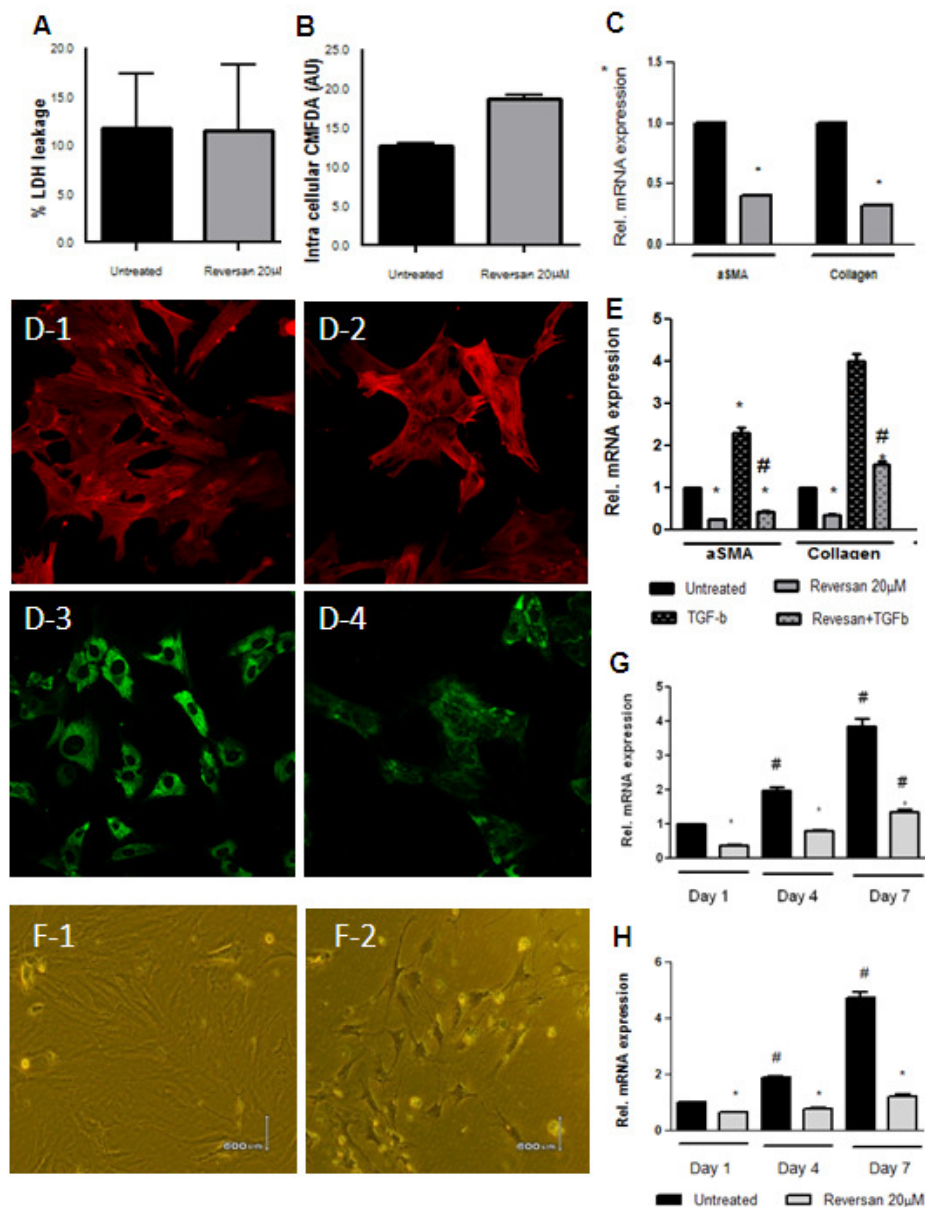 A
20.0
15.0
10.0
5.0
0.0
% LDH leakage
Untreated
Reversan 20µM
B
25.0
20.0
15.0
10.0
5.0
0.0
Intra cellular CMFDA (AU)
Untreated
Reversan 20µM
C
*
1.5
1.0
0.5
0.0
Rel. mRNA expression
*
*
aSMA
Collagen
D-1
D-2
D-3
D-4
E
5
4
3
2
1
0
Rel. mRNA expression
*
*
#
*
*
#
*
aSMA
Collagen
Untreated
Reversan 20µM
TGF-b
Revesan+TGFb
G
5
4
3
2
1
0
Rel. mRNA expression
*
#
*
#
#
*
Day 1
Day 4
Day 7
F-1
F-2
H
6
4
2
0
Rel. mRNA expression
*
#
*
#
*
Day 1
Day 4
Day 7
Untreated
Reversan 20µM